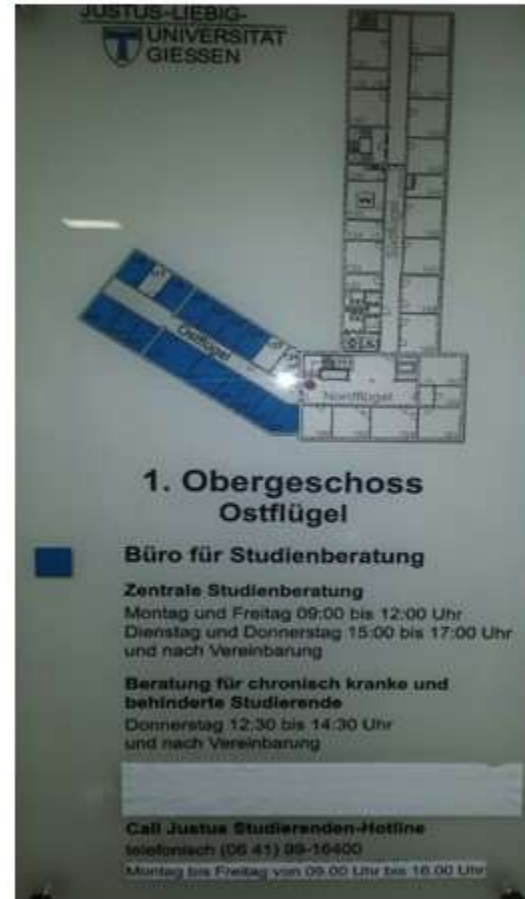 JUSTUS-LIEBIG-
UNIVERSITÄT
GIESSEN
Ostflügel
Nordflügel
1. Obergeschoss
Ostflügel
Büro für Studienberatung
Zentrale Studienberatung
Montag und Freitag 09:00 bis 12:00 Uhr
Dienstag und Donnerstag 15:00 bis 17:00 Uhr
und nach Vereinbarung
Beratung für chronisch kranke und
behinderte Studierende
Donnerstag 12:30 bis 14:30 Uhr
und nach Vereinbarung
Call Justus Studierenden-Hotline
telefonisch (06 41) 99-16400
Montag bis Freitag von 09.00 Uhr bis 16.00 Uhr